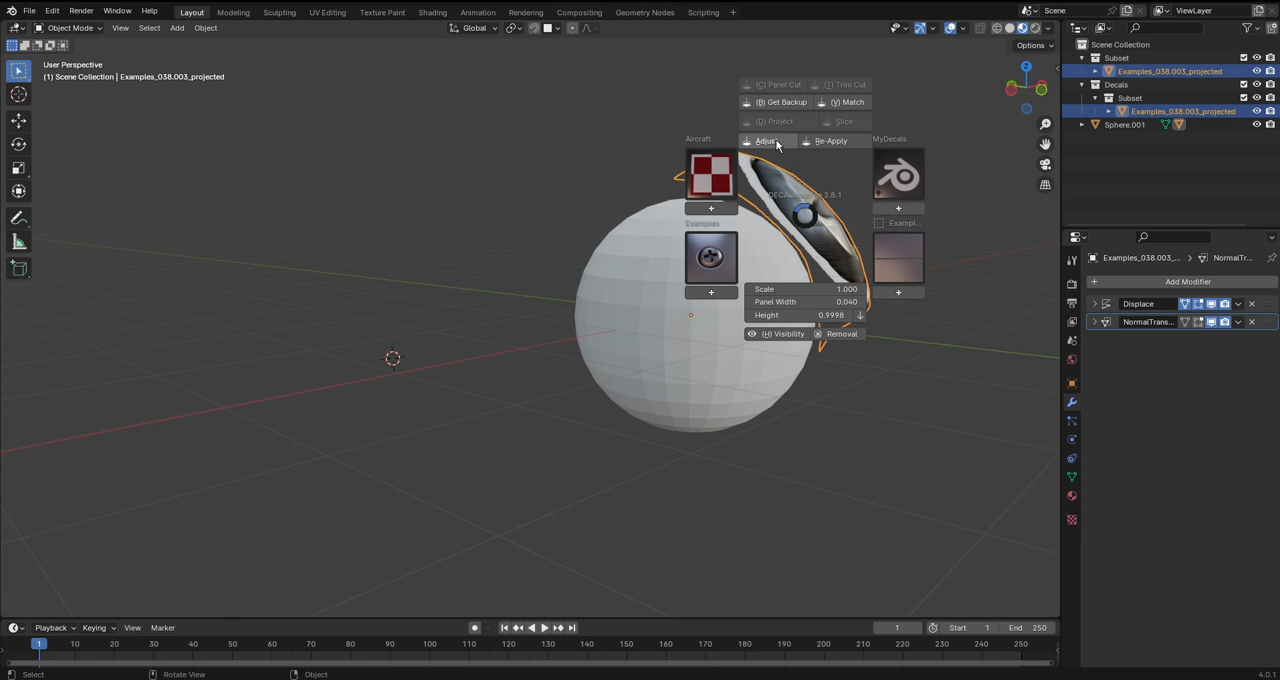 File Edit Render Window Help Layout Modeling Sculpting UV Editing Texture Paint Shading Animation Rendering Compositing Geometry Nodes Scripting + Scene ViewLayer
Object Mode View Select Add Object Global
Options
User Perspective
(1) Scene Collection | Examples_038.003_projected
Z
(C) Panel Cut (T) Trim Cut
(B) Get Backup (V) Match
(D) Project Slice
Adjust Re-Apply
Aircraft
MyDecals
2.8.1
+
+
Examples
Exampl...
+
+
Scale 1.000
Panel Width 0.040
Height 0.9998
(H) Visibility Removal
Scene Collection
Subset
Examples_038.003_projected
Decals
Subset
Examples_038.003_projected
Sphere.001
Examples_038.003_... NormalTr...
+ Add Modifier
Displace
NormalTrans...
Playback Keying View Marker 1 Start 1 End 250
1 10 20 30 40 50 60 70 80 90 100 110 120 130 140 150 160 170 180 190 200 210 220 230 240 250
Select Rotate View Object 4.0.1